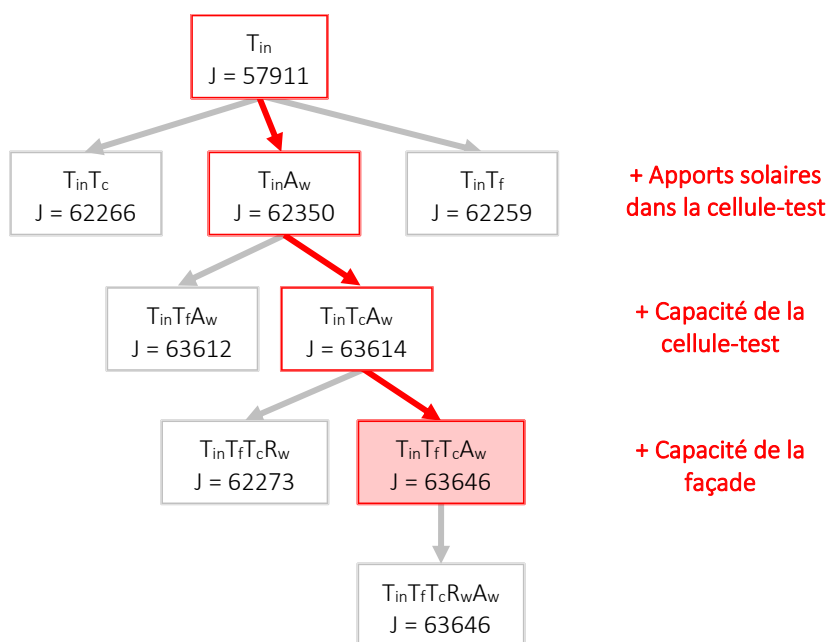 TinTin
J = 57911
TinTc
J = 62266
TinAw
J = 62350
TinTf
J = 62259
+ Apports solaires
dans la cellule-test
TinTfAw
J = 63612
TinTcAw
J = 63614
+ Capacité de la
cellule-test
TinTfTcRw
J = 62273
TinTfTcAw
J = 63646
+ Capacité de la
façade
TinTfTcRwAw
J = 63646